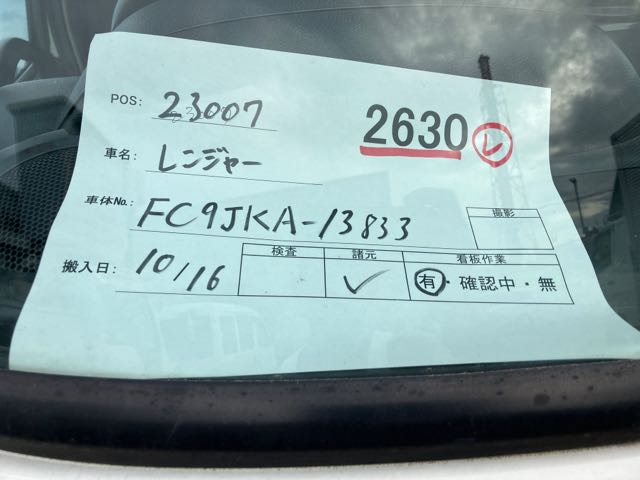 POS: 23007
2630 レ
車名: レンジャー
車体No.: FC9JKA-13833
撮影
搬入日: 10/16
検査 諸元 看板作業
✓ 有・確認中・無